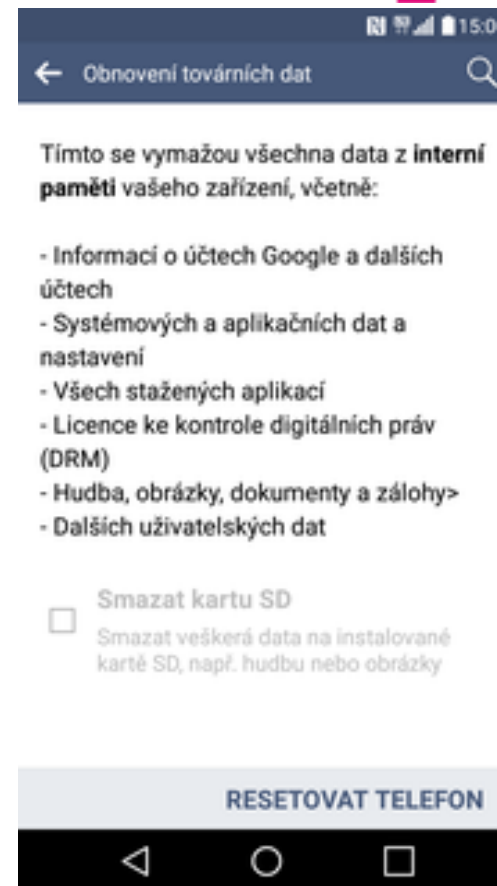 15:0
Obnovení továrních dat
Tímto se vymažou všechna data z interní
paměti vašeho zařízení, včetně:
- Informací o účtech Google a dalších
účtech
- Systémových a aplikačních dat a
nastavení
- Všech stažených aplikací
- Licence ke kontrole digitálních práv
(DRM)
- Hudba, obrázky, dokumenty a zálohy>
- Dalších uživatelských dat
Smazat kartu SD
Smazat veškerá data na instalované
kartě SD, např. hudbu nebo obrázky
RESETOVAT TELEFON